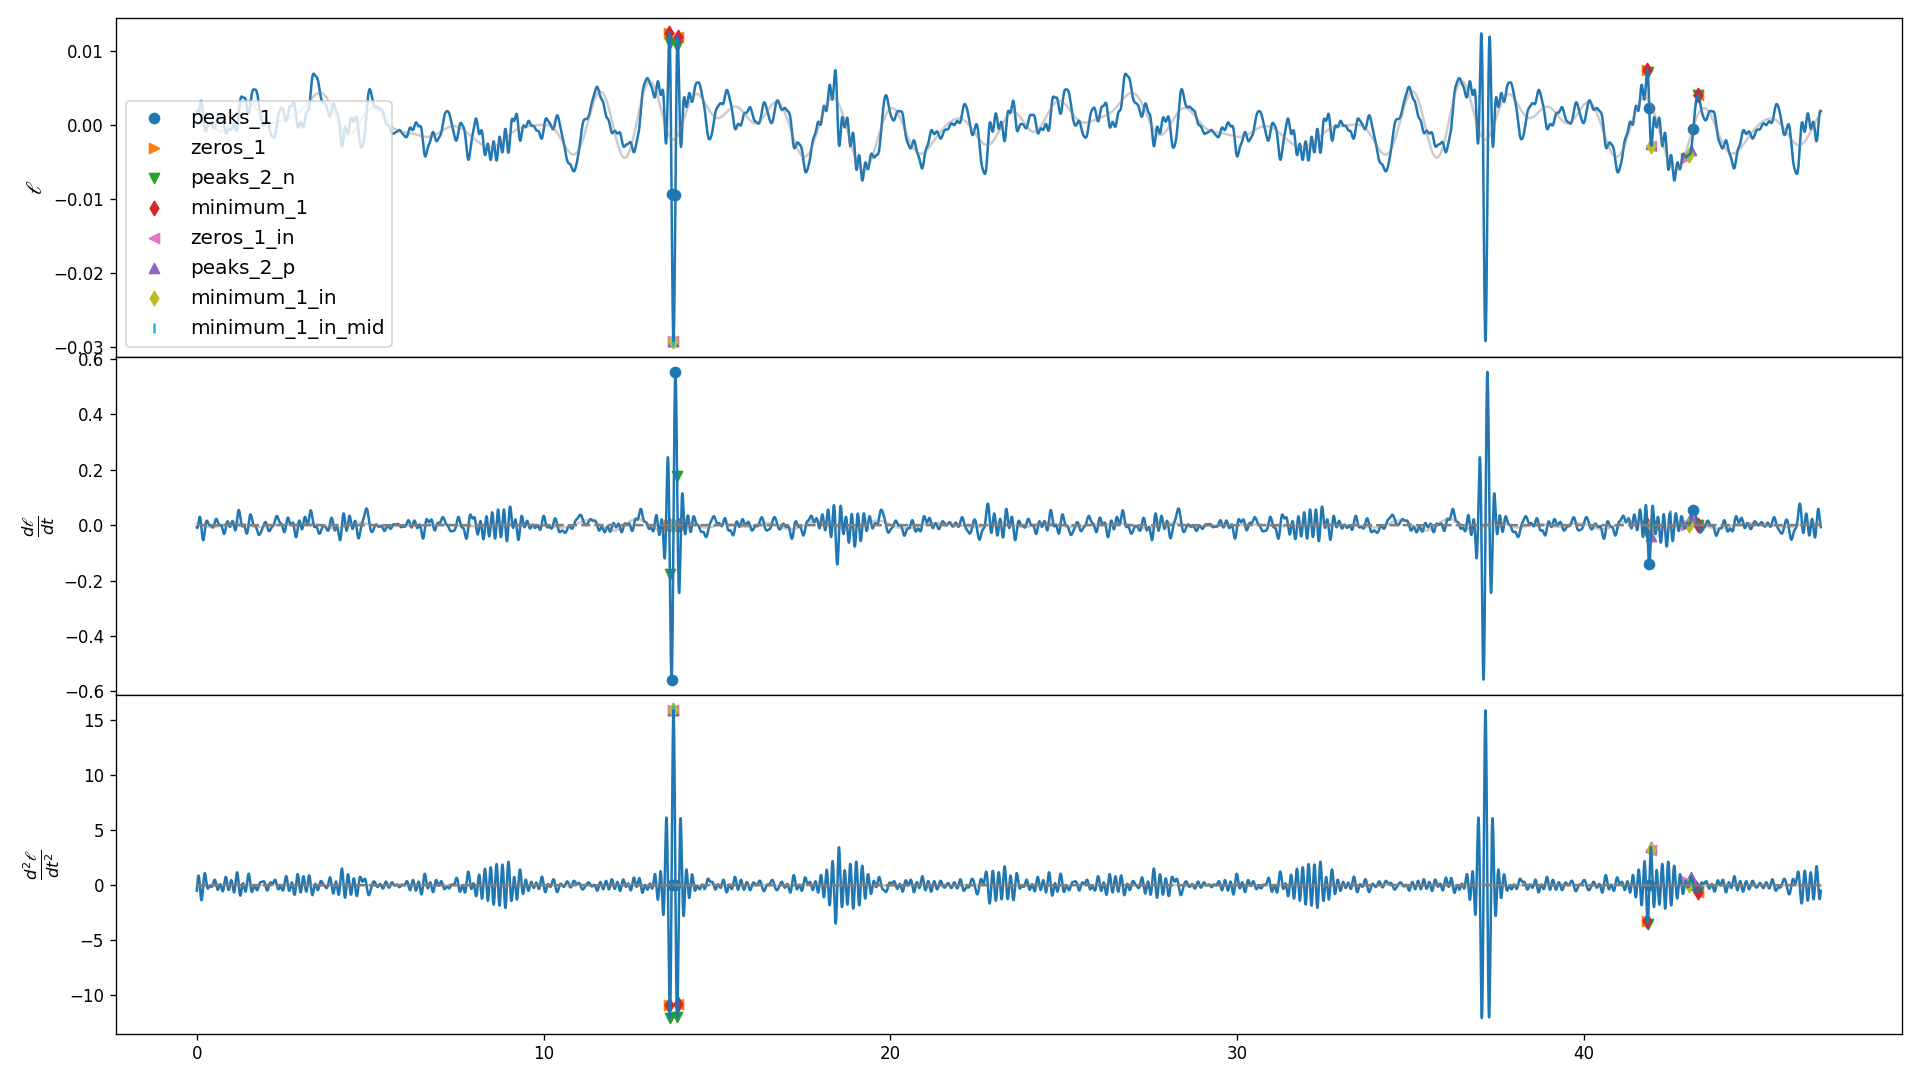 0.01
0.00
−0.01
−0.02
−0.03
ℓ
peaks_1
zeros_1
peaks_2_n
minimum_1
zeros_1_in
peaks_2_p
minimum_1_in
minimum_1_in_mid
0.6
0.4
0.2
0.0
−0.2
−0.4
−0.6
dℓ/dt
15
10
5
0
−5
−10
d²ℓ/dt²
0 10 20 30 40